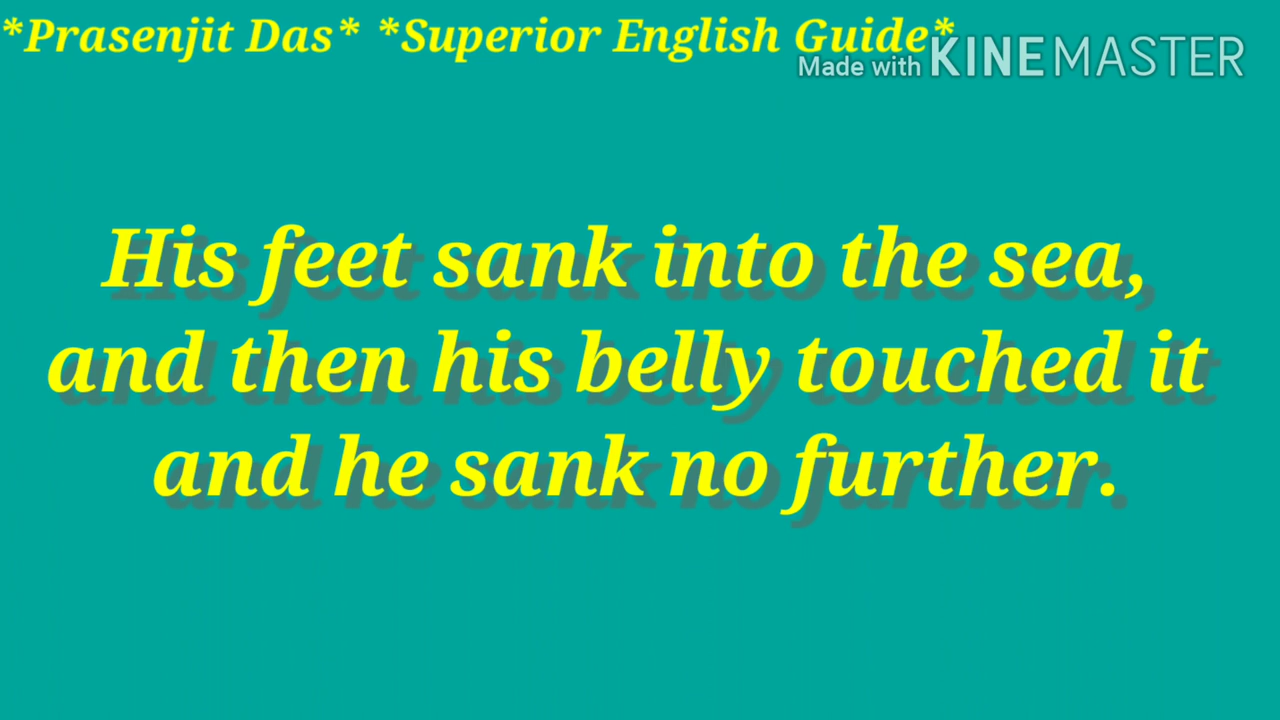 *Prasenjit Das* *Superior English Guide*
Made with KINEMASTER
His feet sank into the sea,
and then his belly touched it
and he sank no further.